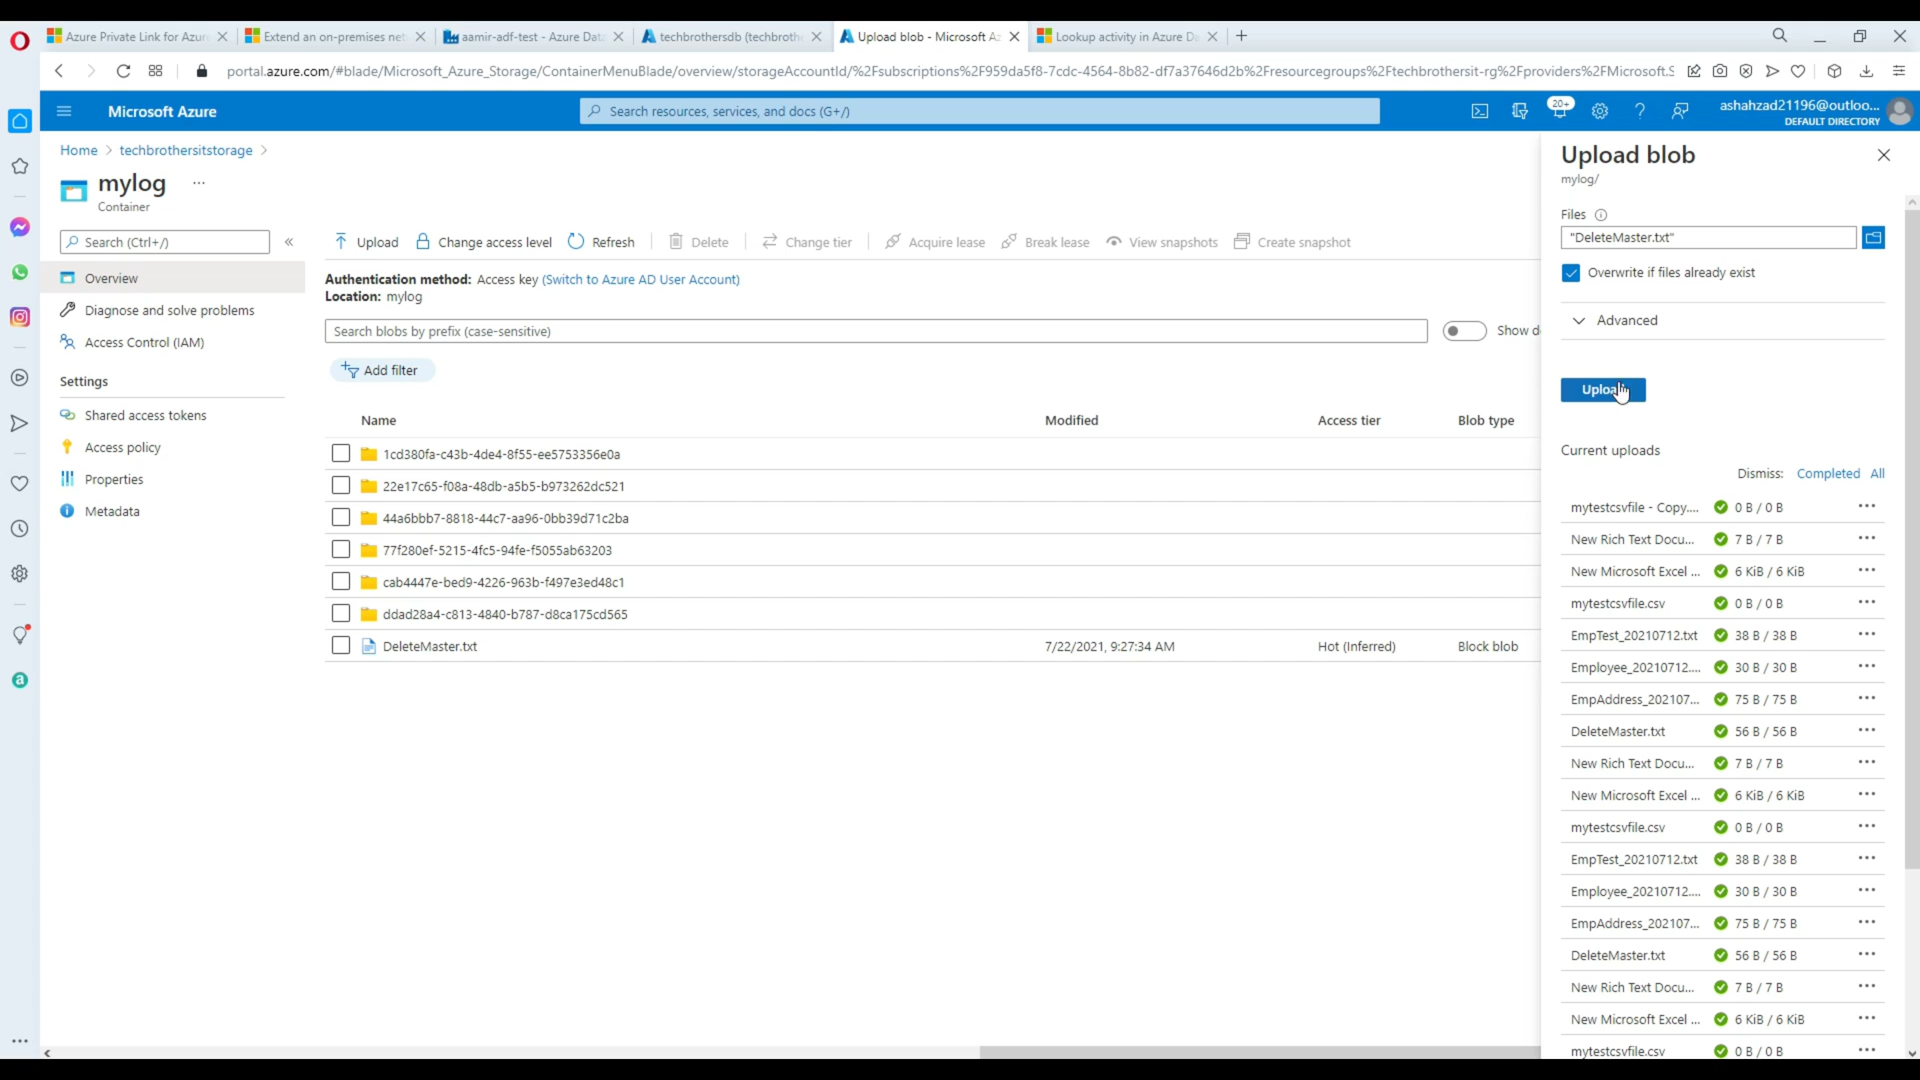 Azure Private Link for Azure
Extend an on-premises net
aamir-adf-test - Azure Data
techbrothersdb (techbroth
Upload blob - Microsoft Az
Lookup activity in Azure Da
portal.azure.com/#blade/Microsoft_Azure_Storage/ContainerMenuBlade/overview/storageAccountId/%2Fsubscriptions%2F959da5f8-7cdc-4564-8b82-df7a37646d2b%2Fresourcegroups%2Ftechbrothersit-rg%2Fproviders%2FMicrosoft.S
Microsoft Azure
Search resources, services, and docs (G+/)
20+
ashahzad21196@outloo...
DEFAULT DIRECTORY
Home > techbrothersitstorage >
mylog ...
Container
Search (Ctrl+/)
«
Overview
Diagnose and solve problems
Access Control (IAM)
Settings
Shared access tokens
Access policy
Properties
Metadata
Upload
Change access level
Refresh
Delete
Change tier
Acquire lease
Break lease
View snapshots
Create snapshot
Authentication method: Access key (Switch to Azure AD User Account)
Location: mylog
Search blobs by prefix (case-sensitive)
Show d
Add filter
Name Modified Access tier Blob type
1cd380fa-c43b-4de4-8f55-ee5753356e0a
22e17c65-f08a-48db-a5b5-b973262dc521
44a6bbb7-8818-44c7-aa96-0bb39d71c2ba
77f280ef-5215-4fc5-94fe-f5055ab63203
cab4447e-bed9-4226-963b-f497e3ed48c1
ddad28a4-c813-4840-b787-d8ca175cd565
DeleteMaster.txt 7/22/2021, 9:27:34 AM Hot (Inferred) Block blob
Upload blob
mylog/
Files
"DeleteMaster.txt"
Overwrite if files already exist
Advanced
Upload
Current uploads
Dismiss: Completed All
mytestcsvfile - Copy.... 0 B / 0 B ...
New Rich Text Docu... 7 B / 7 B ...
New Microsoft Excel ... 6 KiB / 6 KiB ...
mytestcsvfile.csv 0 B / 0 B ...
EmpTest_20210712.txt 38 B / 38 B ...
Employee_20210712.... 30 B / 30 B ...
EmpAddress_202107... 75 B / 75 B ...
DeleteMaster.txt 56 B / 56 B ...
New Rich Text Docu... 7 B / 7 B ...
New Microsoft Excel ... 6 KiB / 6 KiB ...
mytestcsvfile.csv 0 B / 0 B ...
EmpTest_20210712.txt 38 B / 38 B ...
Employee_20210712.... 30 B / 30 B ...
EmpAddress_202107... 75 B / 75 B ...
DeleteMaster.txt 56 B / 56 B ...
New Rich Text Docu... 7 B / 7 B ...
New Microsoft Excel ... 6 KiB / 6 KiB ...
mytestcsvfile.csv 0 B / 0 B ...